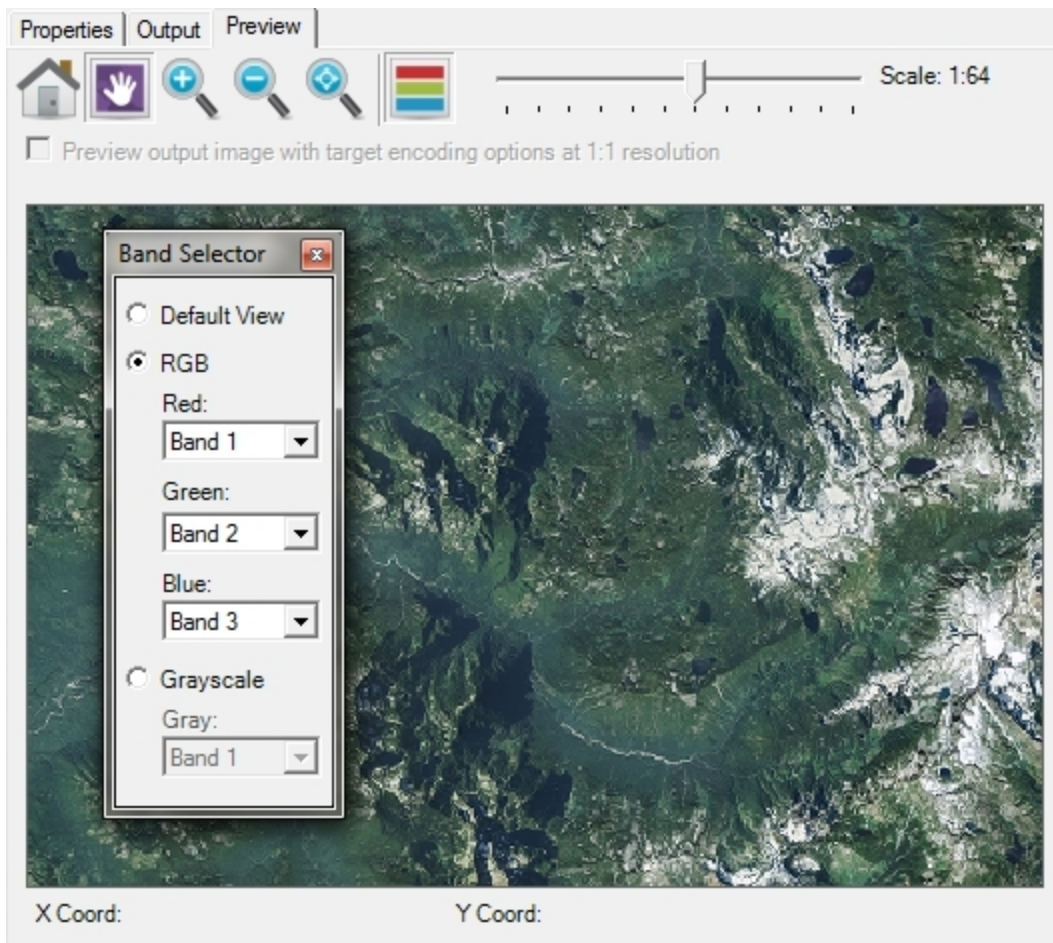 Properties Output Preview
Scale: 1:64
Preview output image with target encoding options at 1:1 resolution
Band Selector
Default View
RGB
Red:
Band 1
Green:
Band 2
Blue:
Band 3
Grayscale
Gray:
Band 1
X Coord: Y Coord: